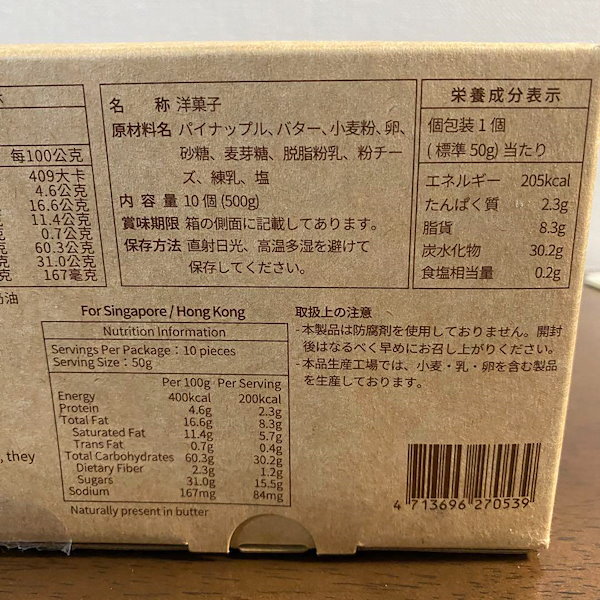 每100公克
409大卡
4.6公克
16.6公克
11.4公克
0.7公克
60.3公克
31.0公克
167毫克
奶油
名 称 洋菓子
原材料名 パイナップル、バター、小麦粉、卵、
砂糖、麦芽糖、脱脂粉乳、粉チー
ズ、練乳、塩
内 容 量 10個 (500g)
賞味期限 箱の側面に記載してあります。
保存方法 直射日光、高温多湿を避けて
保存してください。
栄養成分表示
個包装1個
(標準50g)当たり
エネルギー 205kcal
たんぱく質 2.3g
脂貨 8.3g
炭水化物 30.2g
食塩相当量 0.2g
For Singapore / Hong Kong
Nutrition Information
Servings Per Package：10 pieces
Serving Size：50g
Per 100g Per Serving
Energy 400kcal 200kcal
Protein 4.6g 2.3g
Total Fat 16.6g 8.3g
Saturated Fat 11.4g 5.7g
Trans Fat 0.7g 0.4g
Total Carbohydrates 60.3g 30.2g
Dietary Fiber 2.3g 1.2g
Sugars 31.0g 15.5g
Sodium 167mg 84mg
Naturally present in butter
取扱上の注意
-本製品は防腐剤を使用しておりません。開封
後はなるべく早めにお召し上がりください。
-本品生産工場では、小麦・乳・卵を含む製品
を生産しております。
, they
4 713696 270539